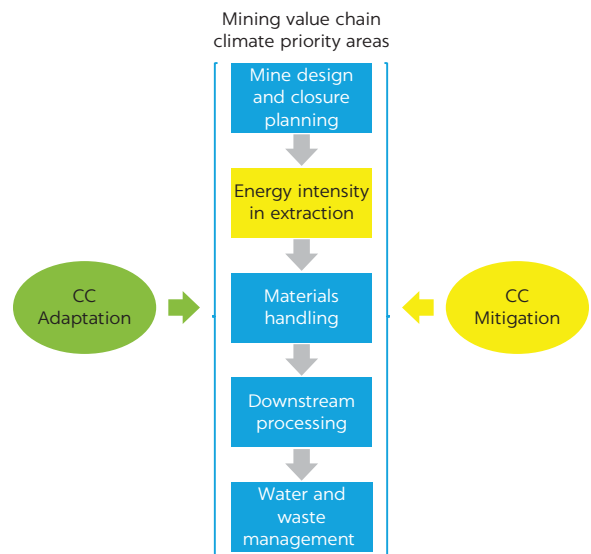 Mining value chain
climate priority areas
Mine design
and closure
planning
Energy intensity
in extraction
CC
Adaptation
Materials
handling
CC
Mitigation
Downstream
processing
Water and
waste
management